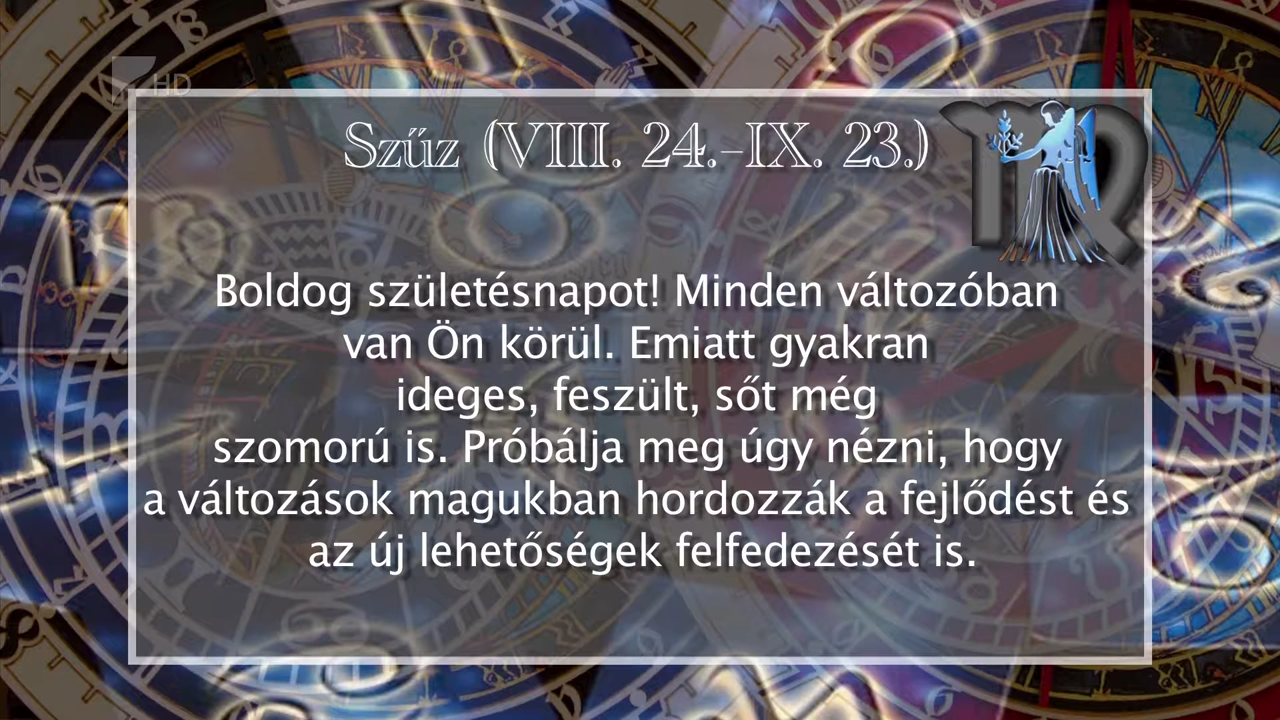 HD
Szűz (VIII. 24.-IX. 23.)
Boldog születésnapot! Minden változóban
van Ön körül. Emiatt gyakran
ideges, feszült, sőt még
szomorú is. Próbálja meg úgy nézni, hogy
a változások magukban hordozzák a fejlődést és
az új lehetőségek felfedezését is.